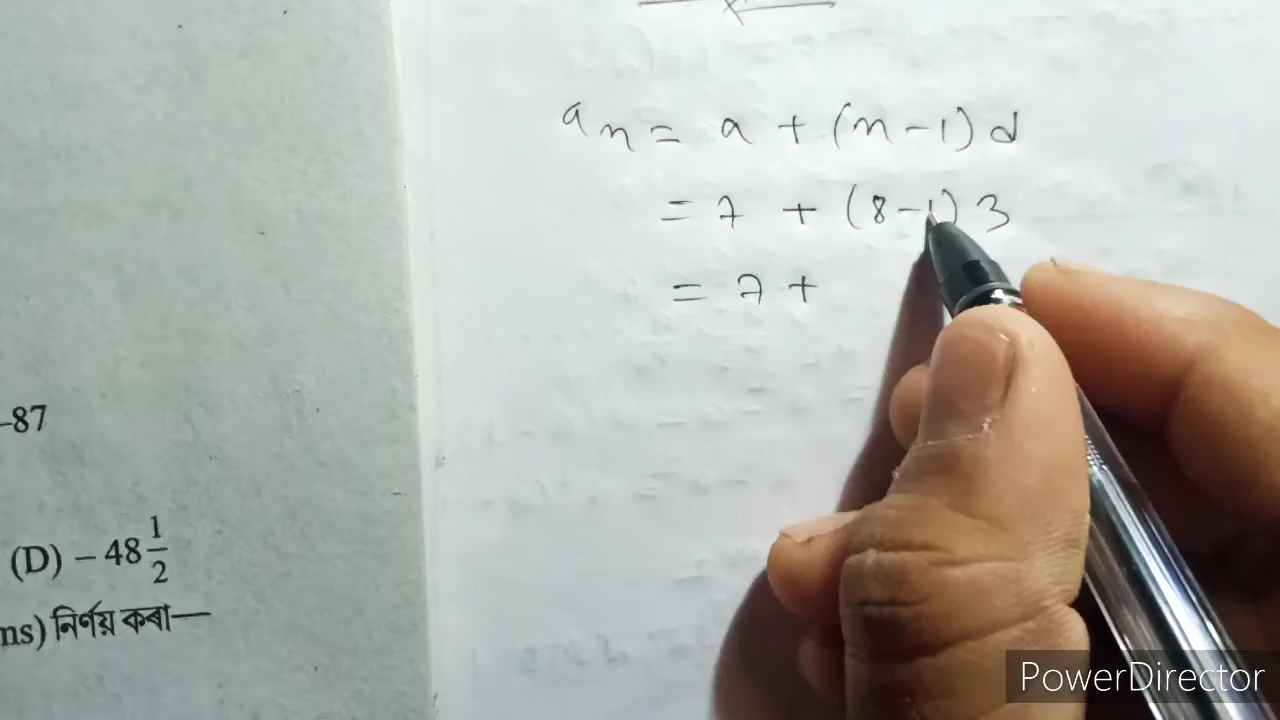 aₙ = a + (n - 1) d
= 7 + (8 - 1) 3
= 7 +
-87
(D) – 48 1/2
ns) নিৰ্ণয় কৰা—
PowerDirector